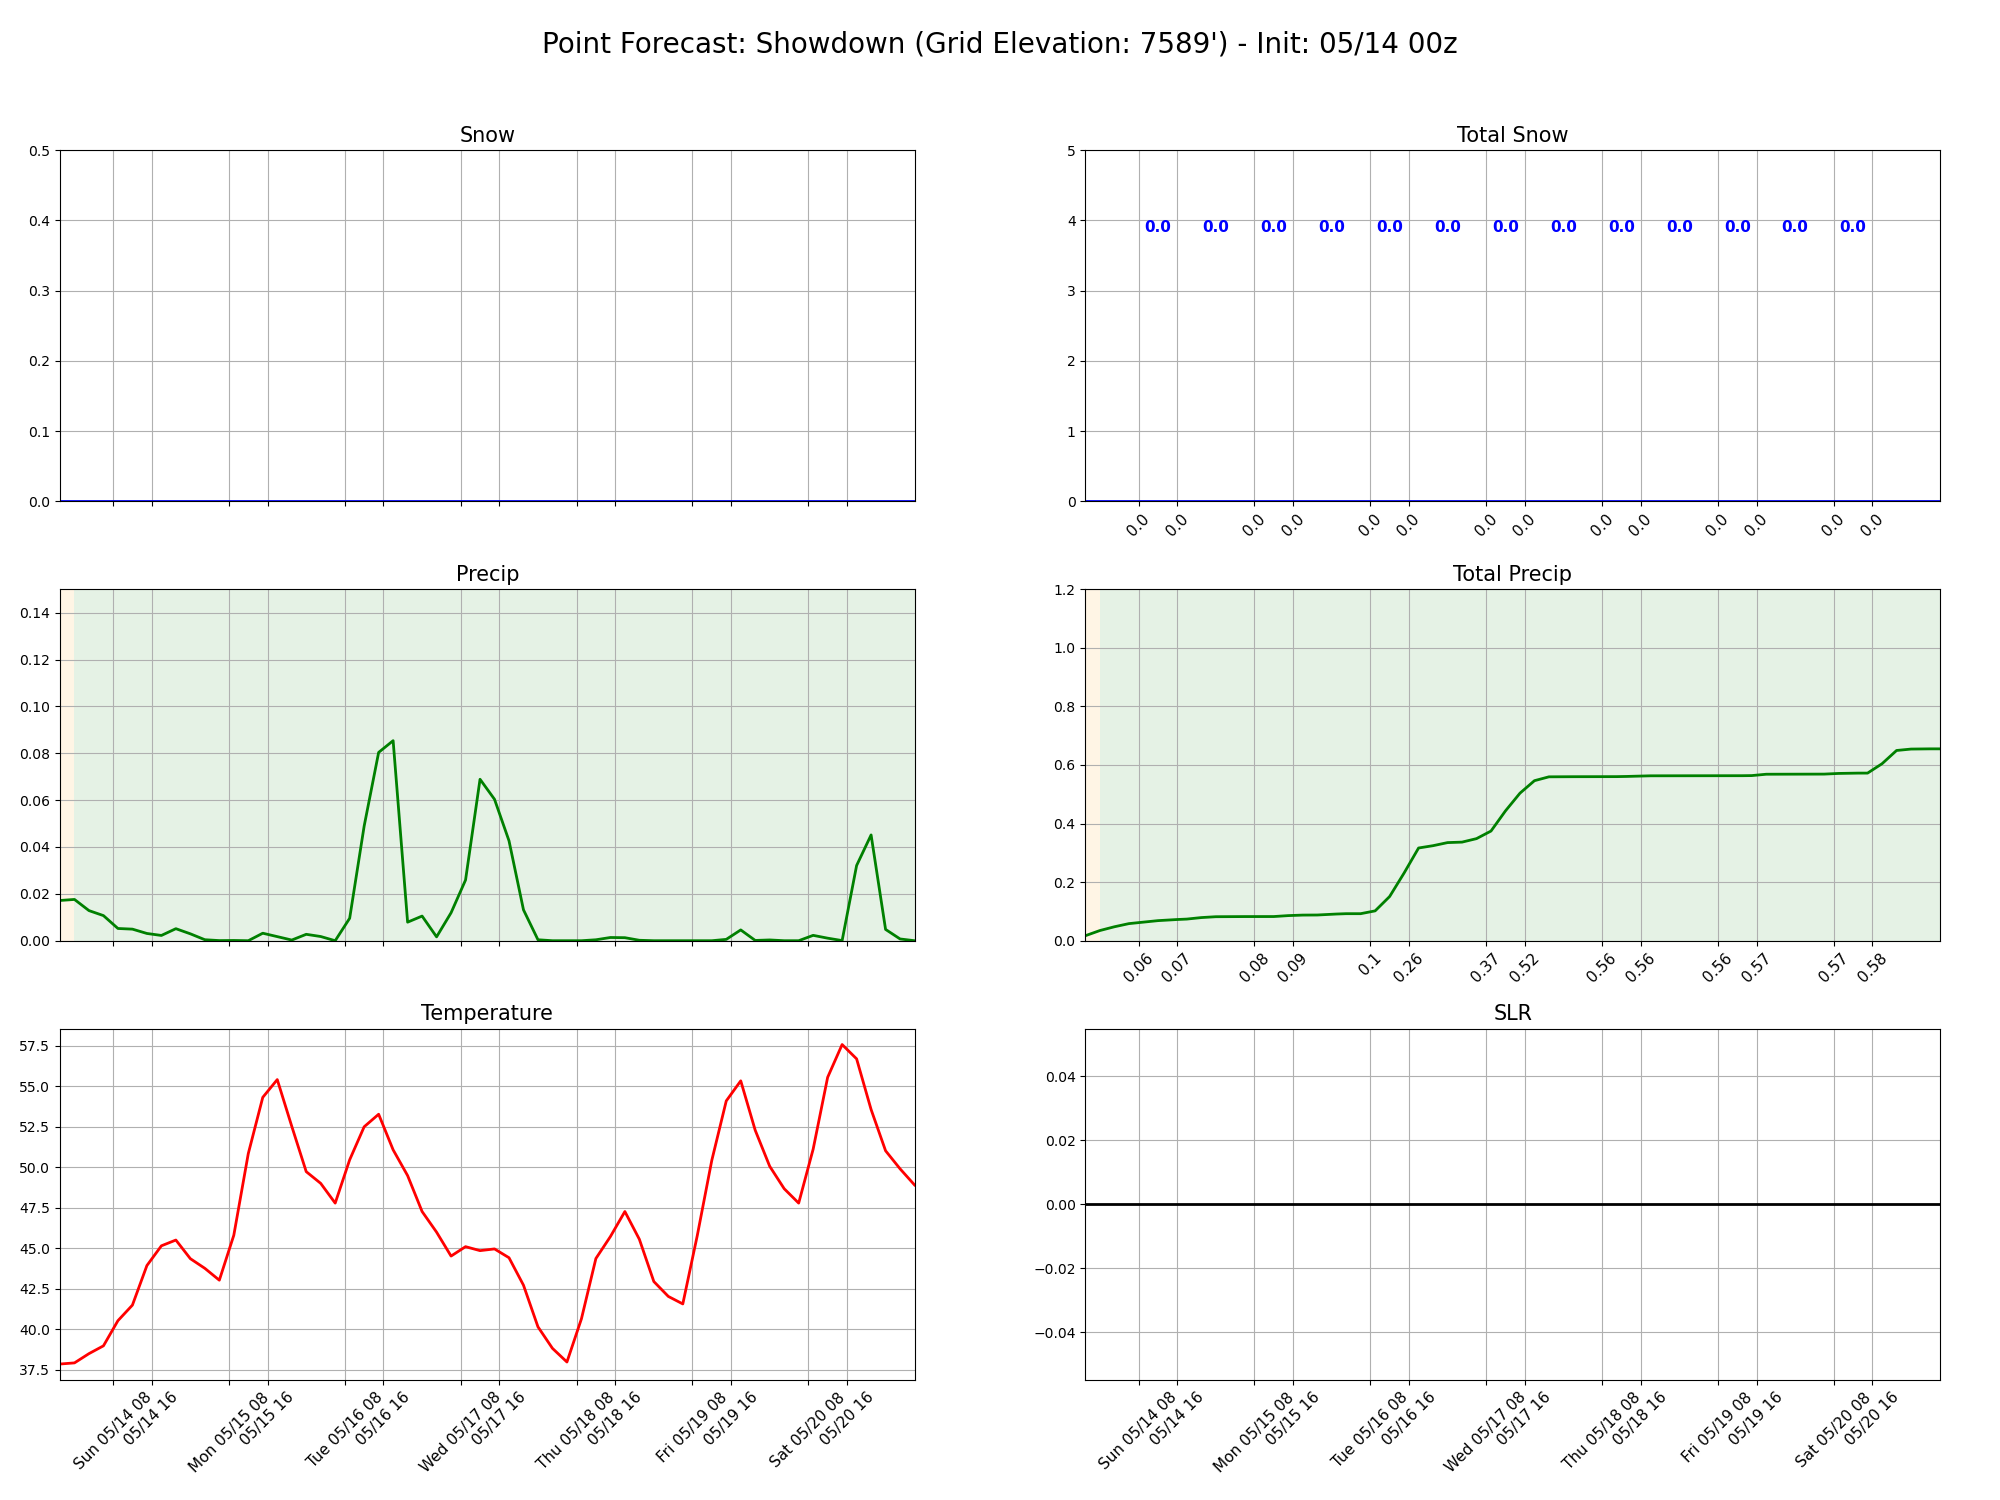 Point Forecast: Showdown (Grid Elevation: 7589') - Init: 05/14 00z
Snow
0.5
0.4
0.3
0.2
0.1
0.0
Total Snow
5
4
3
2
1
0
0.0 0.0 0.0 0.0 0.0 0.0 0.0 0.0 0.0 0.0 0.0 0.0 0.0
0.0 0.0 0.0 0.0 0.0 0.0 0.0 0.0 0.0 0.0 0.0 0.0 0.0 0.0
Precip
0.14
0.12
0.10
0.08
0.06
0.04
0.02
0.00
Total Precip
1.2
1.0
0.8
0.6
0.4
0.2
0.0
0.06 0.07 0.08 0.09 0.1 0.26 0.37 0.52 0.56 0.56 0.56 0.57 0.57 0.58
Temperature
57.5
55.0
52.5
50.0
47.5
45.0
42.5
40.0
37.5
Sun 05/14 08
05/14 16
Mon 05/15 08
05/15 16
Tue 05/16 08
05/16 16
Wed 05/17 08
05/17 16
Thu 05/18 08
05/18 16
Fri 05/19 08
05/19 16
Sat 05/20 08
05/20 16
SLR
0.04
0.02
0.00
−0.02
−0.04
Sun 05/14 08
05/14 16
Mon 05/15 08
05/15 16
Tue 05/16 08
05/16 16
Wed 05/17 08
05/17 16
Thu 05/18 08
05/18 16
Fri 05/19 08
05/19 16
Sat 05/20 08
05/20 16